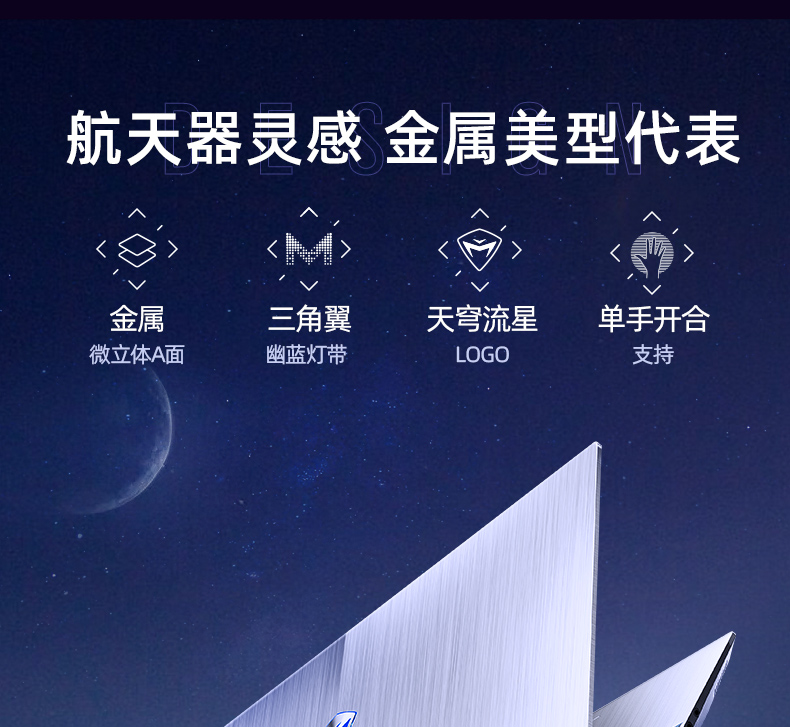 DESIGN
航天器灵感 金属美型代表
金属
微立体A面
三角翼
幽蓝灯带
天穹流星
LOGO
单手开合
支持